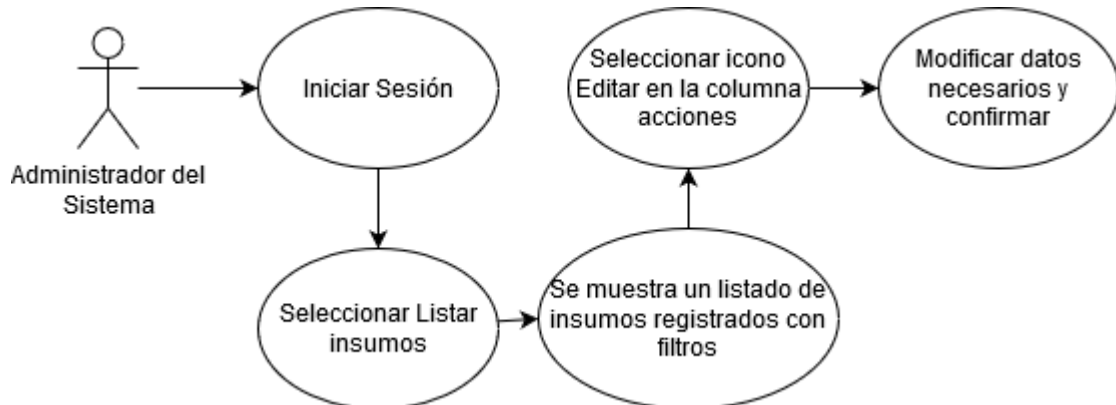 Administrador del
Sistema
Iniciar Sesión
Seleccionar Listar
insumos
Se muestra un listado de
insumos registrados con
filtros
Seleccionar icono
Editar en la columna
acciones
Modificar datos
necesarios y
confirmar